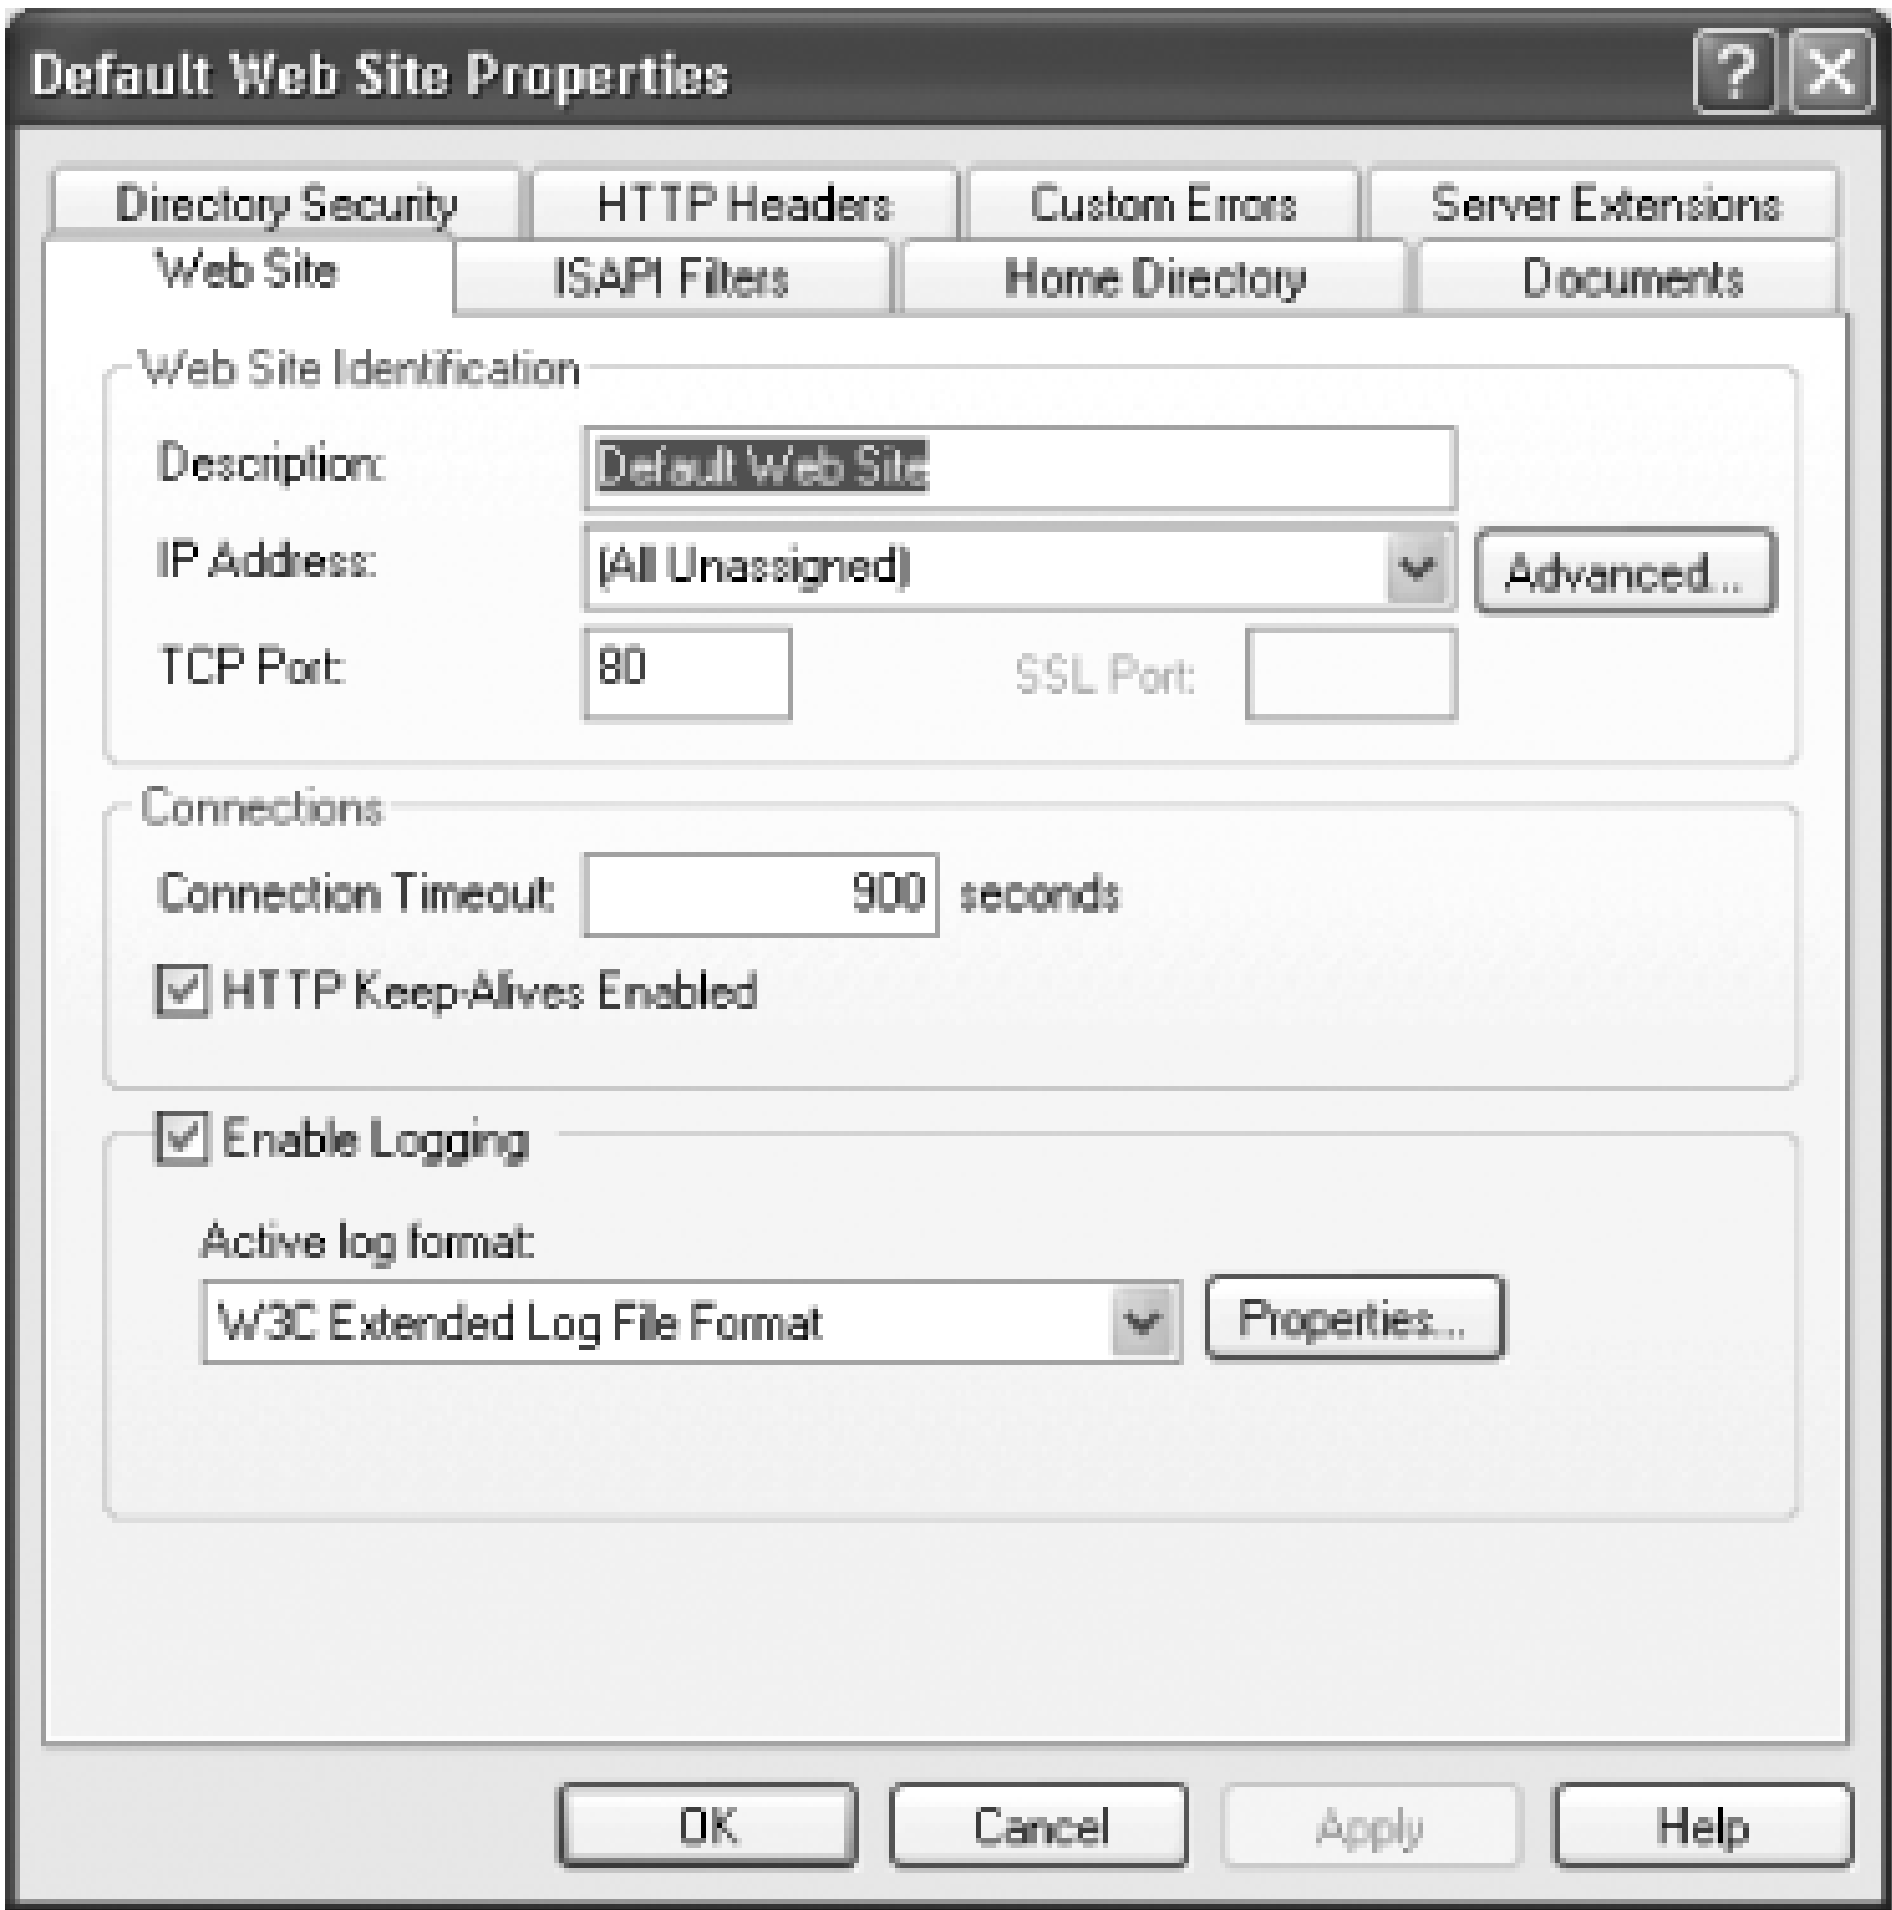 Default Web Site Properties
Directory Security HTTP Headers Custom Errors Server Extensions
Web Site ISAPI Filters Home Directory Documents
Web Site Identification
Description: Default Web Site
IP Address: (All Unassigned) Advanced...
TCP Port: 80 SSL Port:
Connections
Connection Timeout: 900 seconds
HTTP Keep-Alives Enabled
Enable Logging
Active log format:
W3C Extended Log File Format Properties...
OK Cancel Apply Help